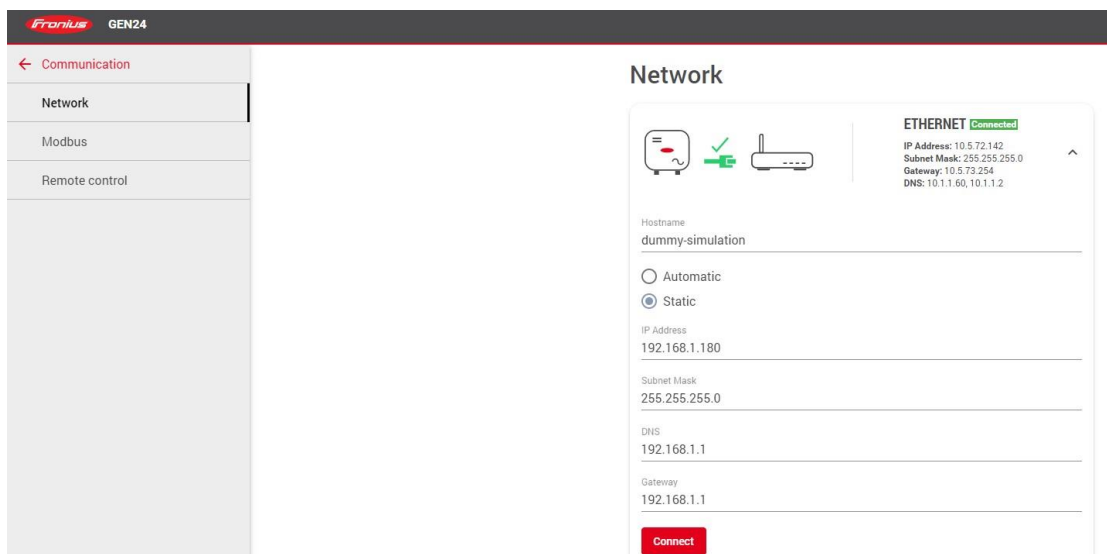 Fronius GEN24
Communication
Network
Modbus
Remote control
Network
ETHERNET Connected
IP Address: 10.5.72.142
Subnet Mask: 255.255.255.0
Gateway: 10.5.73.254
DNS: 10.1.1.60, 10.1.1.2
Hostname
dummy-simulation
Automatic
Static
IP Address
192.168.1.180
Subnet Mask
255.255.255.0
DNS
192.168.1.1
Gateway
192.168.1.1
Connect